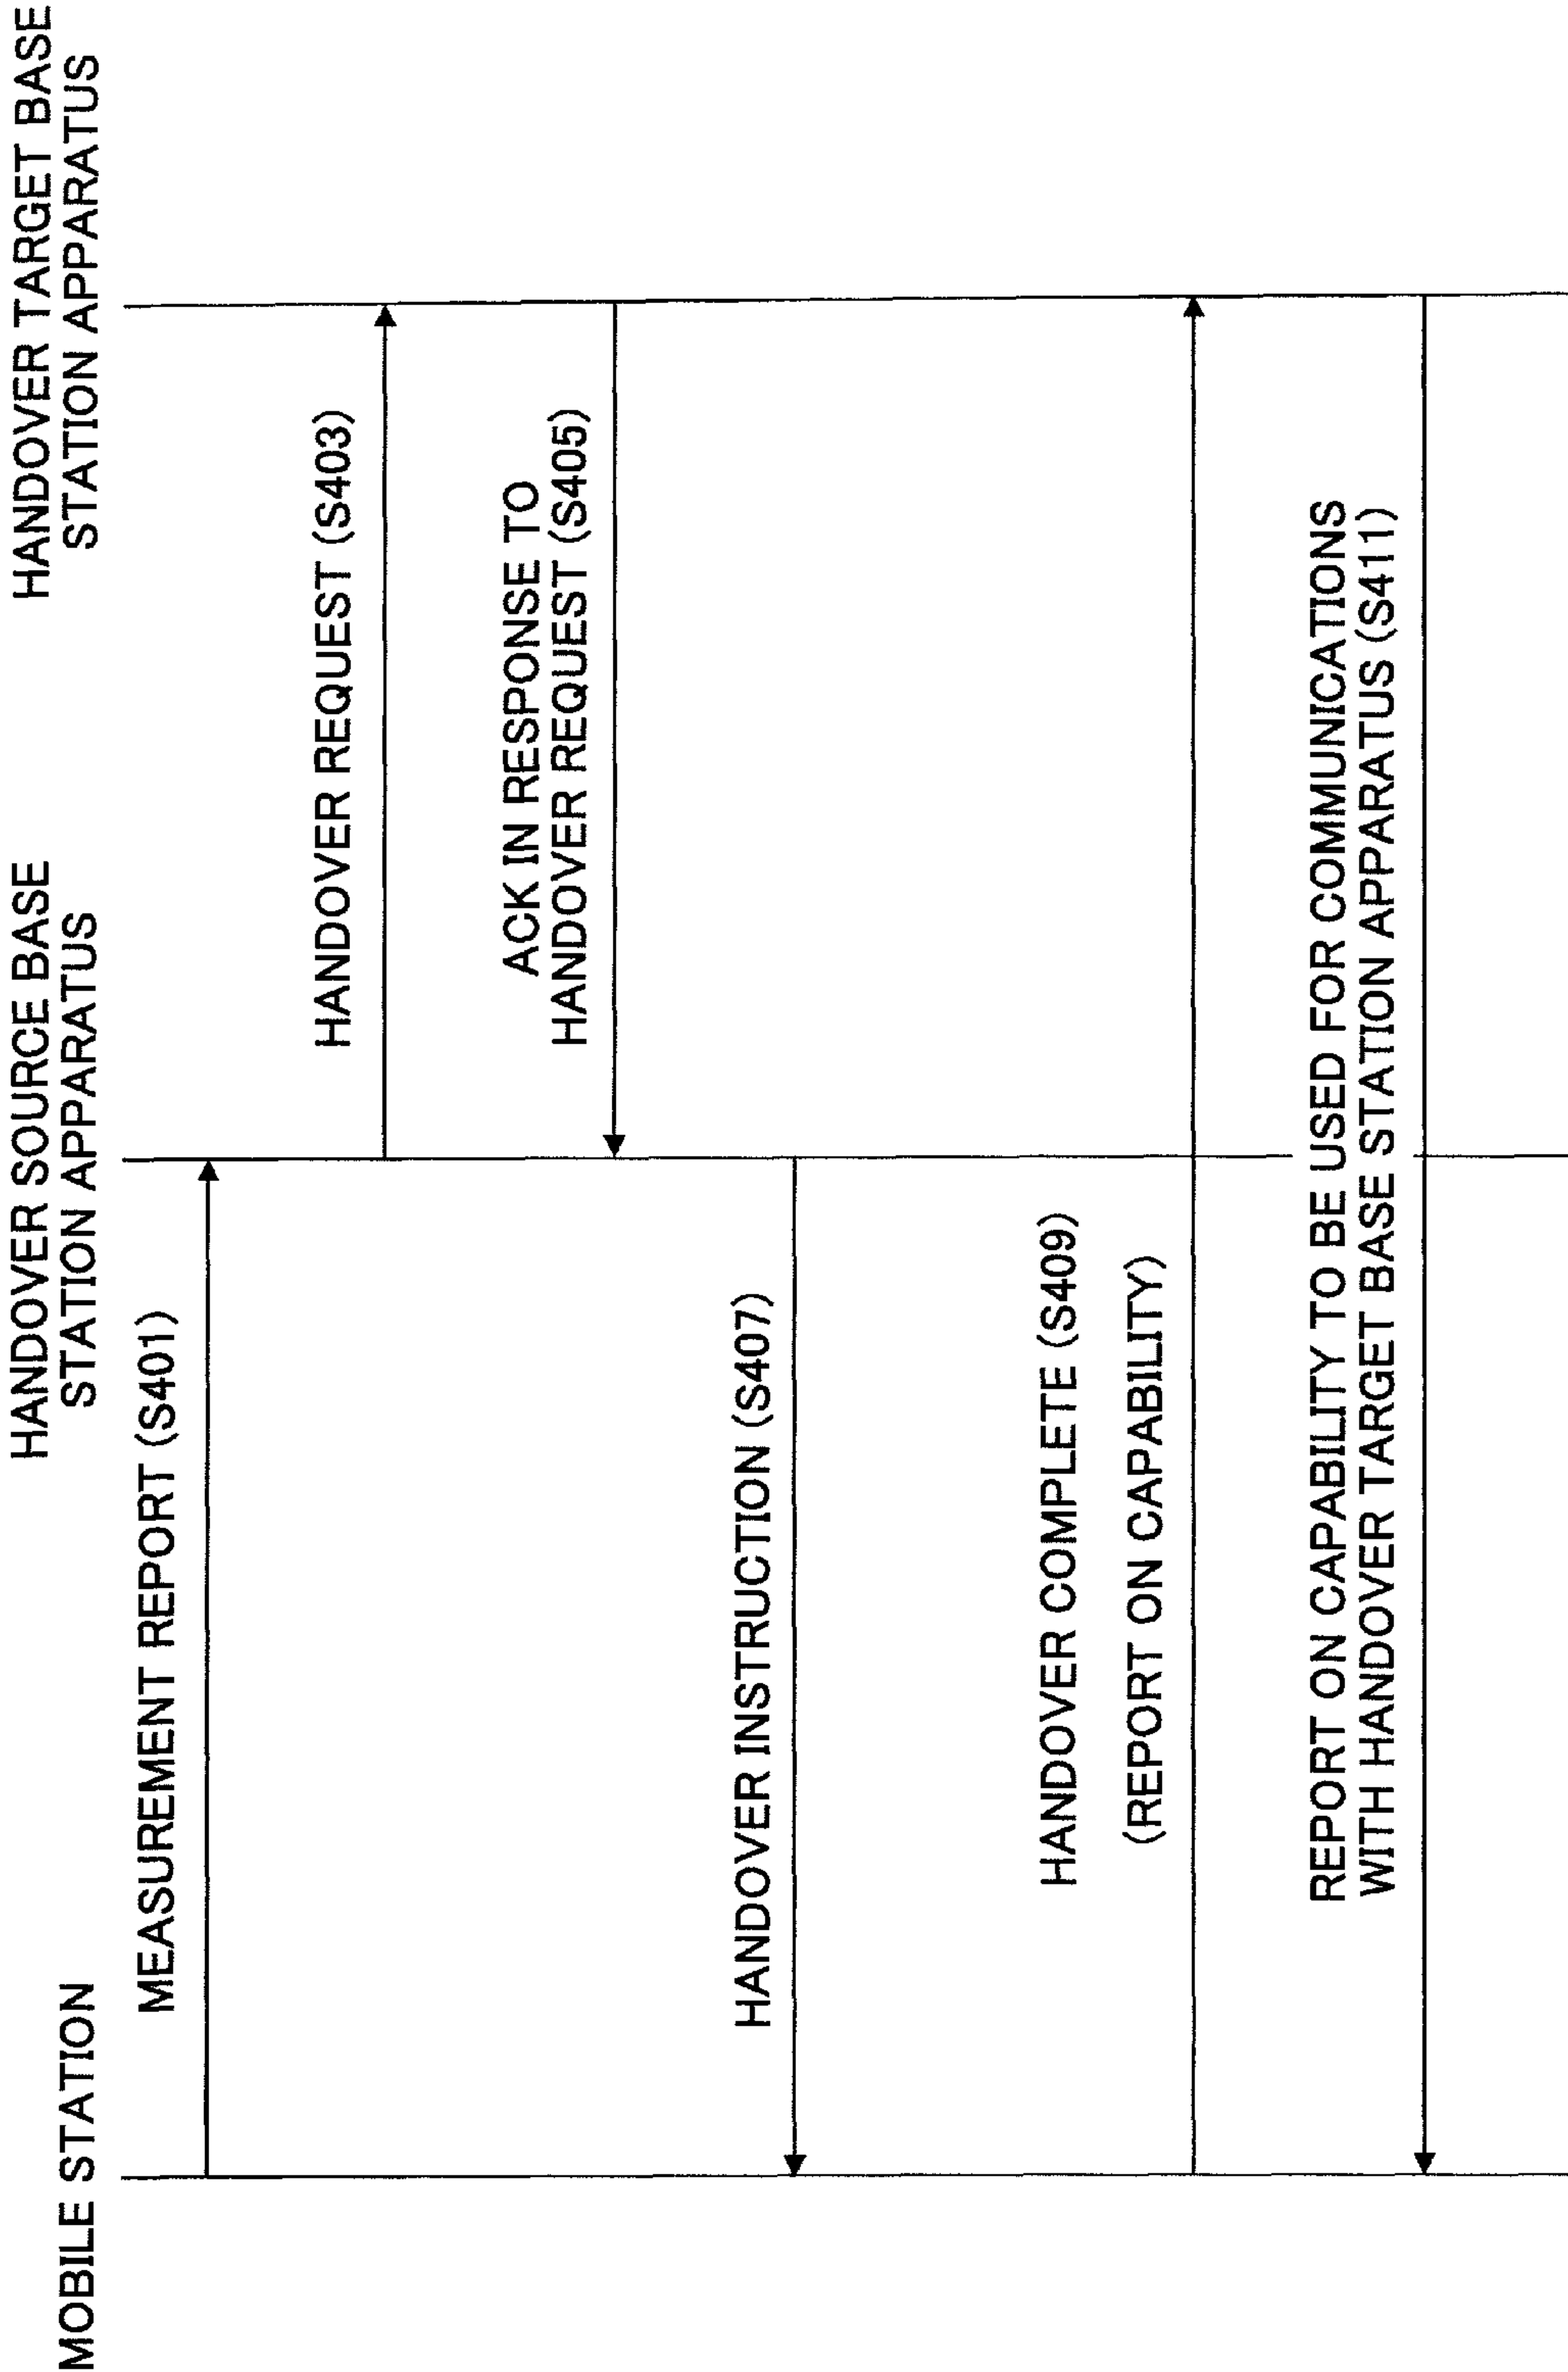 MOBILE STATION
HANDOVER SOURCE BASE
STATION APPARATUS
HANDOVER TARGET BASE
STATION APPARATUS
MEASUREMENT REPORT (S401)
HANDOVER REQUEST (S403)
ACK IN RESPONSE TO
HANDOVER REQUEST (S405)
HANDOVER INSTRUCTION (S407)
HANDOVER COMPLETE (S409)
(REPORT ON CAPABILITY)
REPORT ON CAPABILITY TO BE USED FOR COMMUNICATIONS
WITH HANDOVER TARGET BASE STATION APPARATUS (S411)